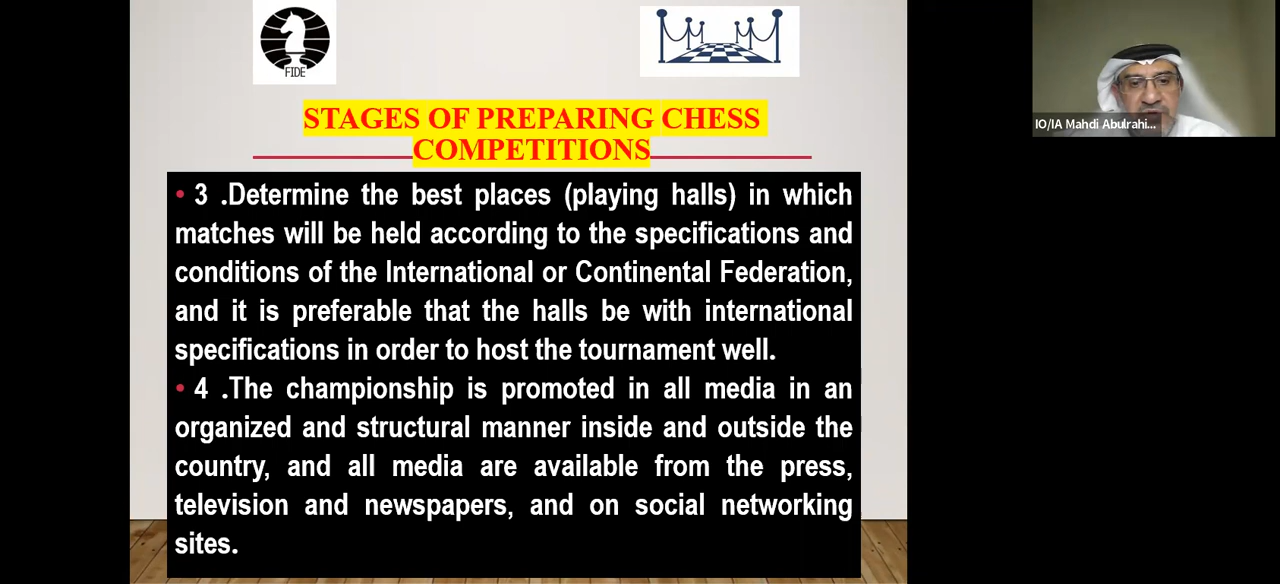 FIDE
STAGES OF PREPARING CHESS
COMPETITIONS
IO/IA Mahdi Abulrahi...
• 3 .Determine the best places (playing halls) in which
matches will be held according to the specifications and
conditions of the International or Continental Federation,
and it is preferable that the halls be with international
specifications in order to host the tournament well.
• 4 .The championship is promoted in all media in an
organized and structural manner inside and outside the
country, and all media are available from the press,
television and newspapers, and on social networking
sites.